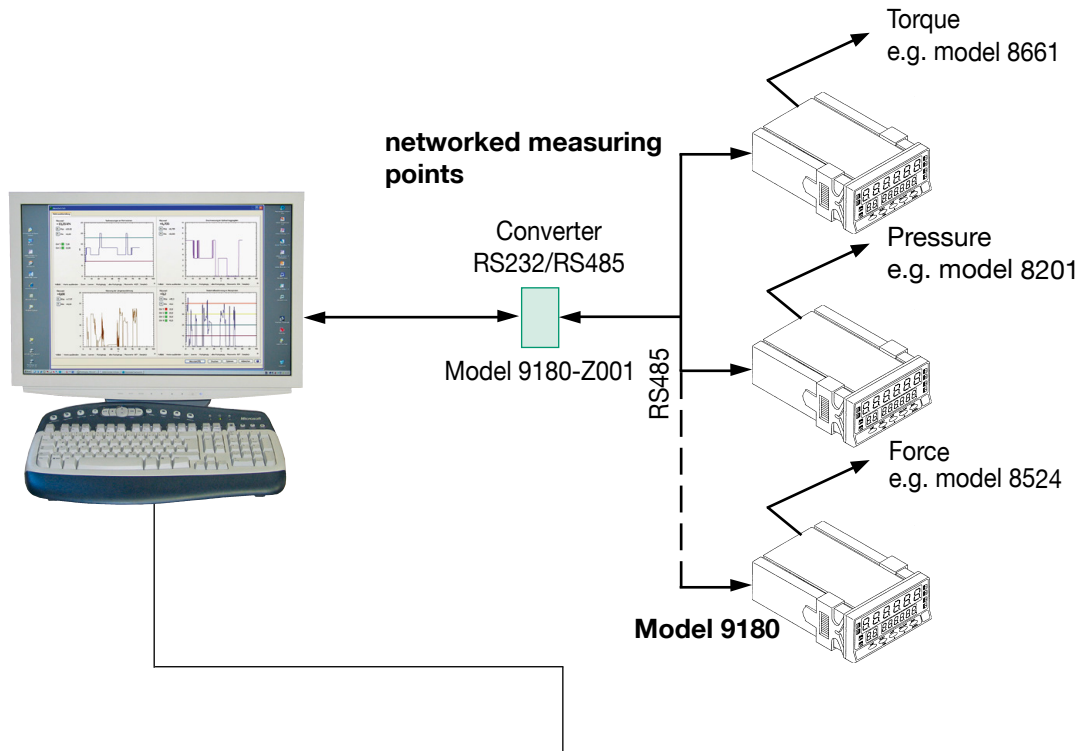 Torque
e.g. model 8661
networked measuring
points
Converter
RS232/RS485
Pressure
e.g. model 8201
Model 9180-Z001
RS485
Force
e.g. model 8524
Model 9180
Microsoft